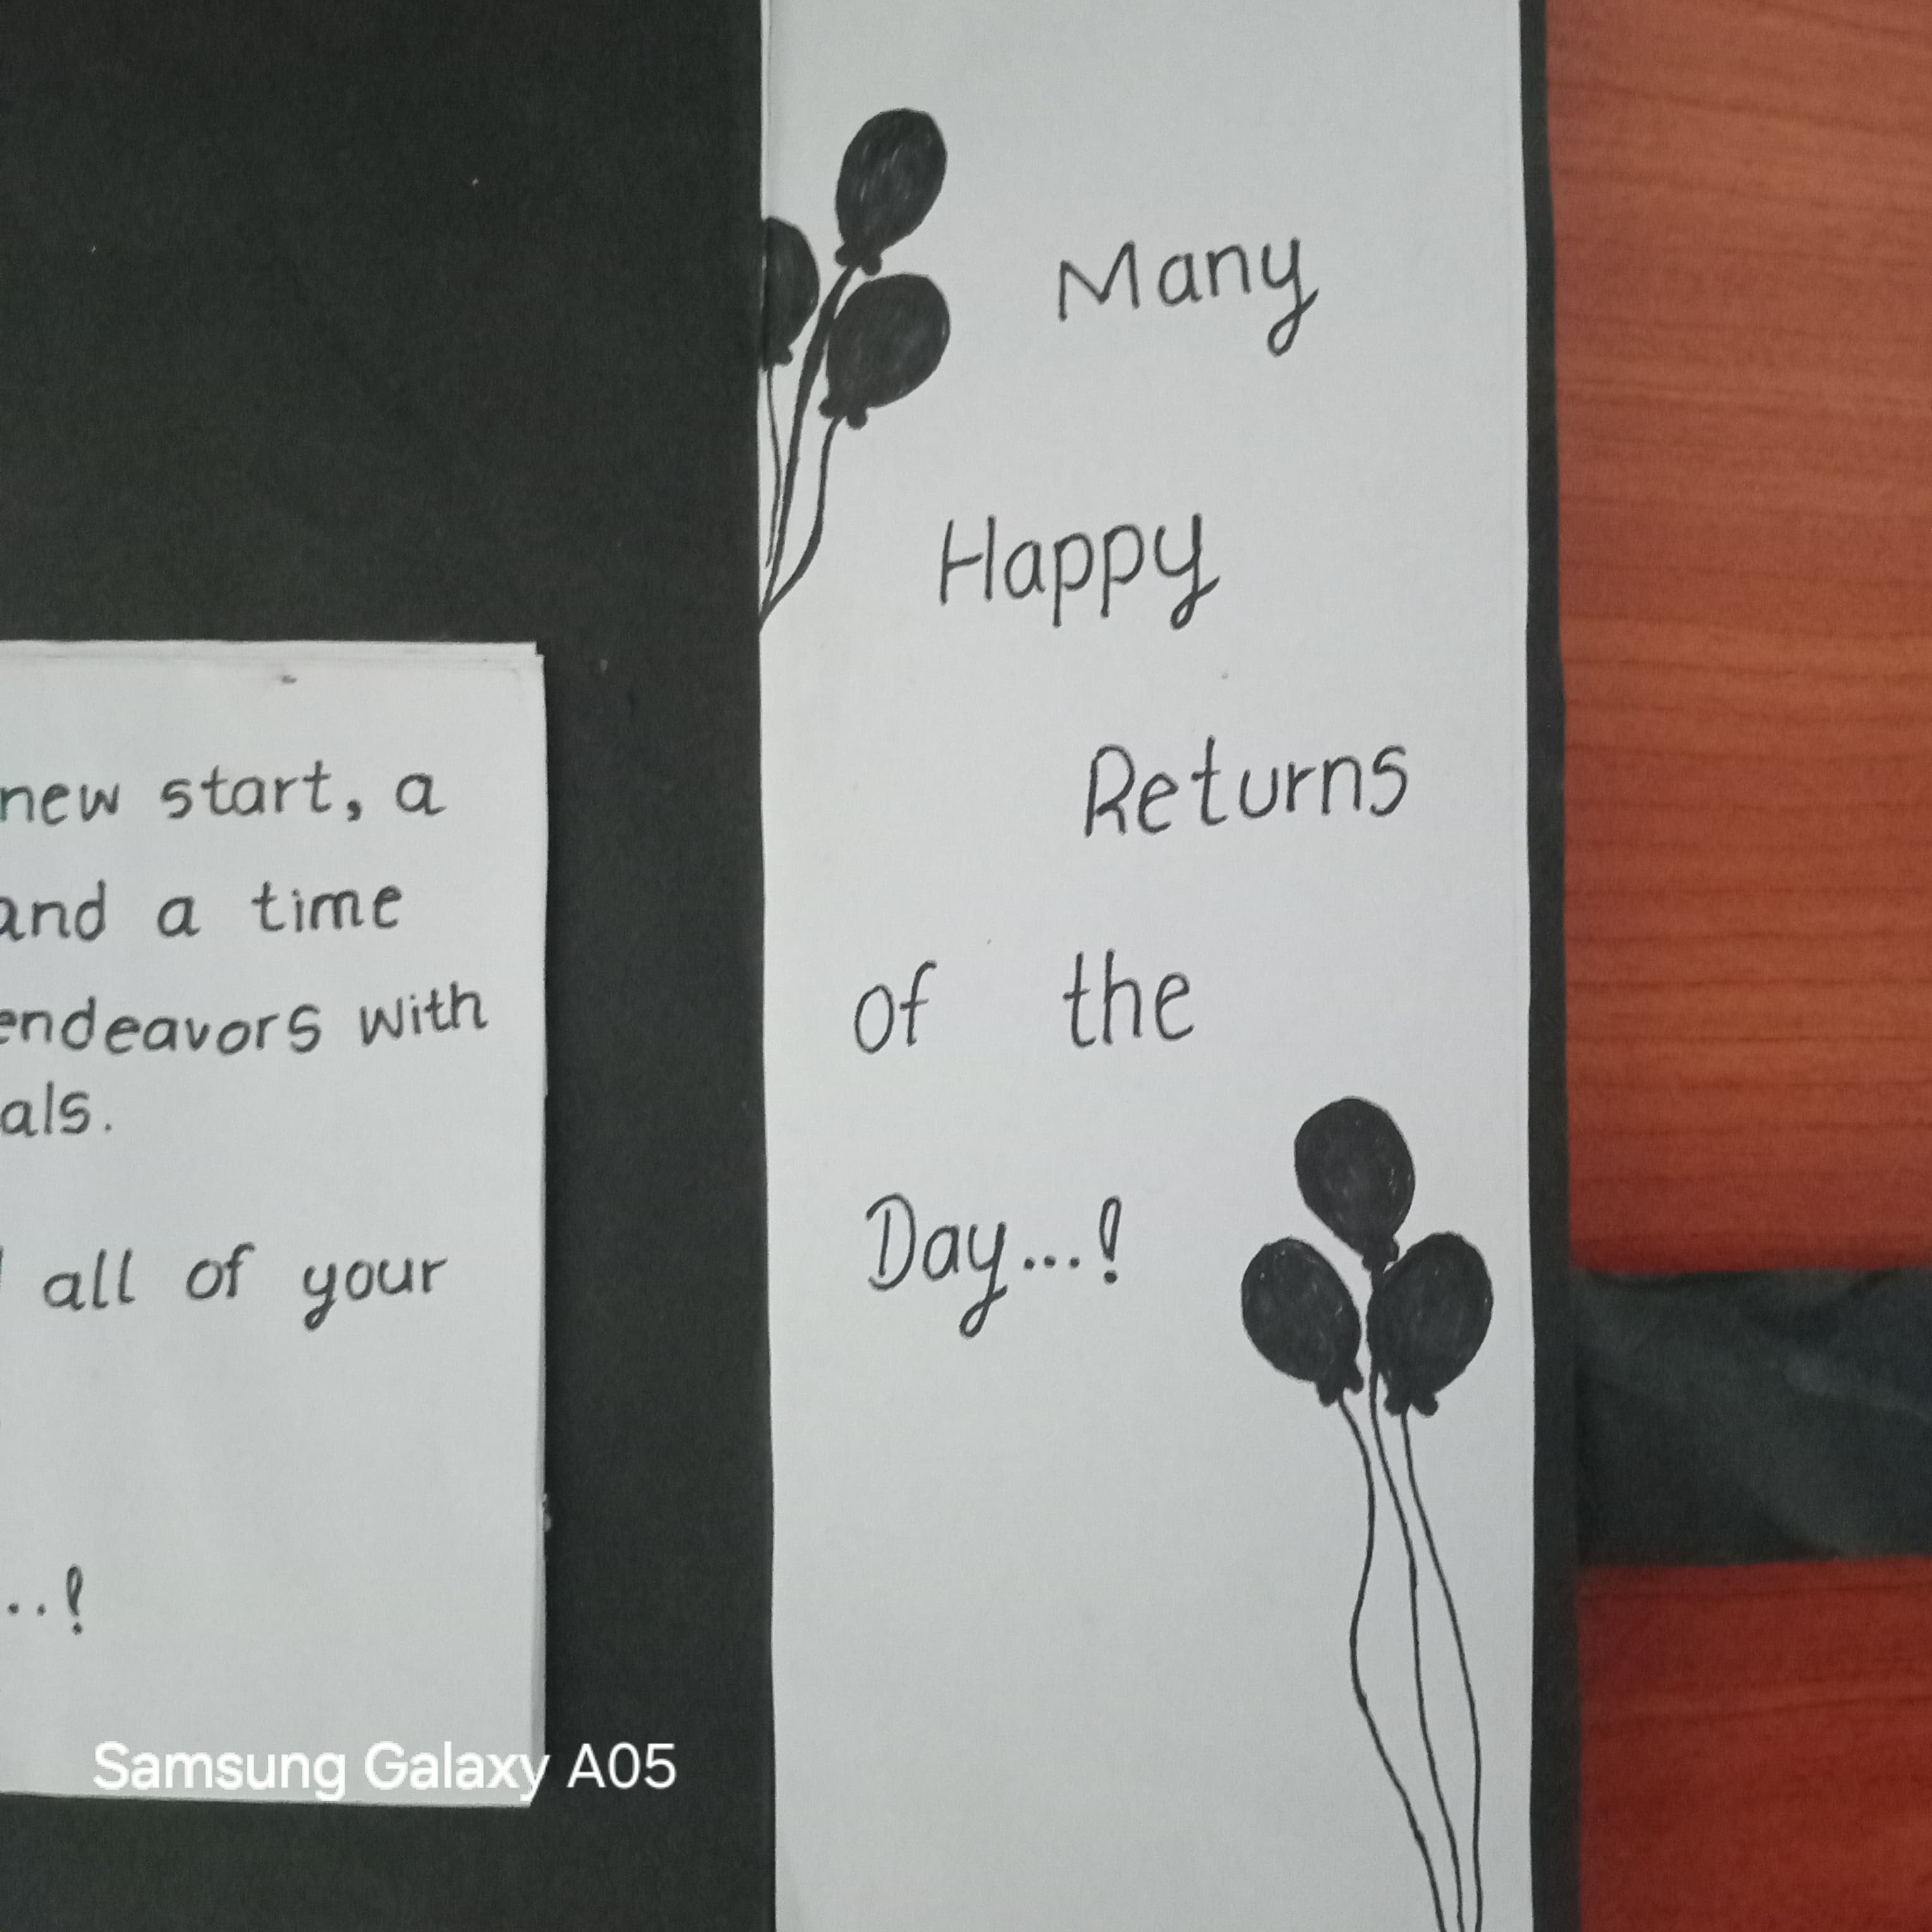 new start, a
and a time
endeavors with
als.
all of your
..!
Many
Happy
Returns
of the
Day...!
Samsung Galaxy A05